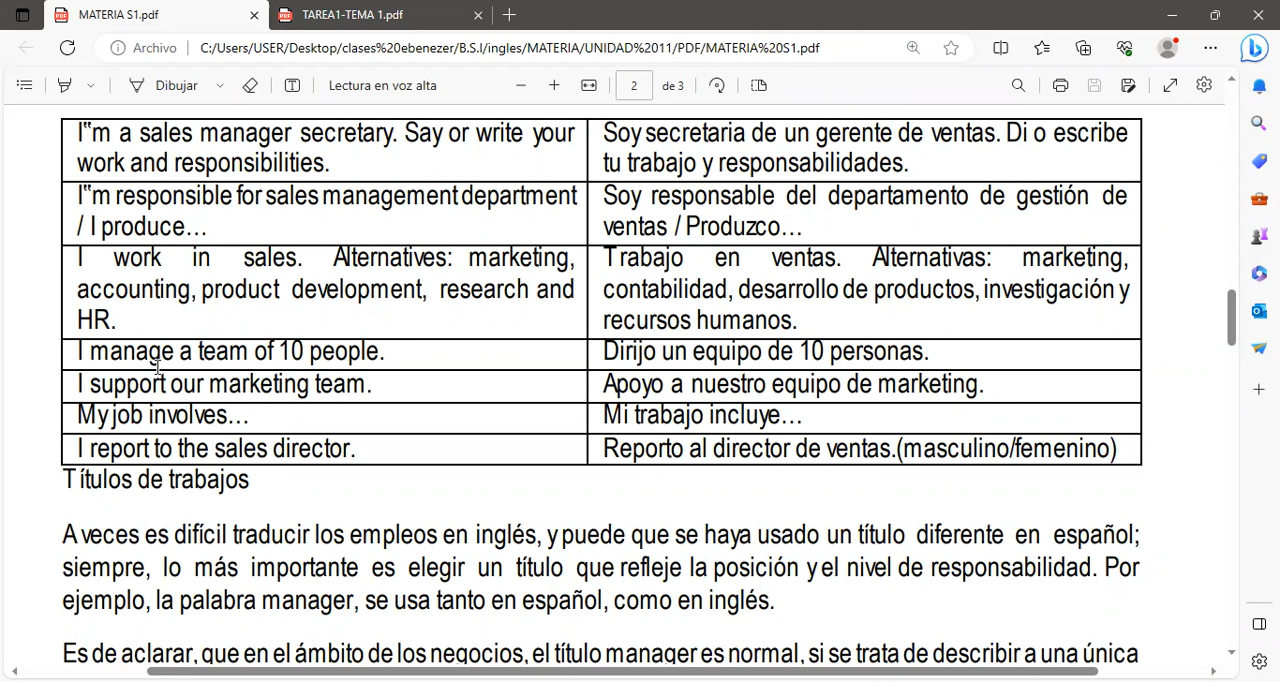 MATERIA S1.pdf
TAREA1-TEMA 1.pdf
Archivo
C:/Users/USER/Desktop/clases%20ebenezer/B.S.I/ingles/MATERIA/UNIDAD%2011/PDF/MATERIA%20S1.pdf
Dibujar
Lectura en voz alta
2
de 3
I‟m a sales manager secretary. Say or write your
work and responsibilities.
Soy secretaria de un gerente de ventas. Di o escribe
tu trabajo y responsabilidades.
I‟m responsible for sales management department
/ I produce…
Soy responsable del departamento de gestión de
ventas / Produzco…
I work in sales. Alternatives: marketing,
accounting, product development, research and
HR.
Trabajo en ventas. Alternativas: marketing,
contabilidad, desarrollo de productos, investigación y
recursos humanos.
I manage a team of 10 people.
Dirijo un equipo de 10 personas.
I support our marketing team.
Apoyo a nuestro equipo de marketing.
My job involves…
Mi trabajo incluye…
I report to the sales director.
Reporto al director de ventas.(masculino/femenino)
Títulos de trabajos
A veces es difícil traducir los empleos en inglés, y puede que se haya usado un título diferente en español;
siempre, lo más importante es elegir un título que refleje la posición y el nivel de responsabilidad. Por
ejemplo, la palabra manager, se usa tanto en español, como en inglés.
Es de aclarar, que en el ámbito de los negocios, el título manager es normal, si se trata de describir a una única